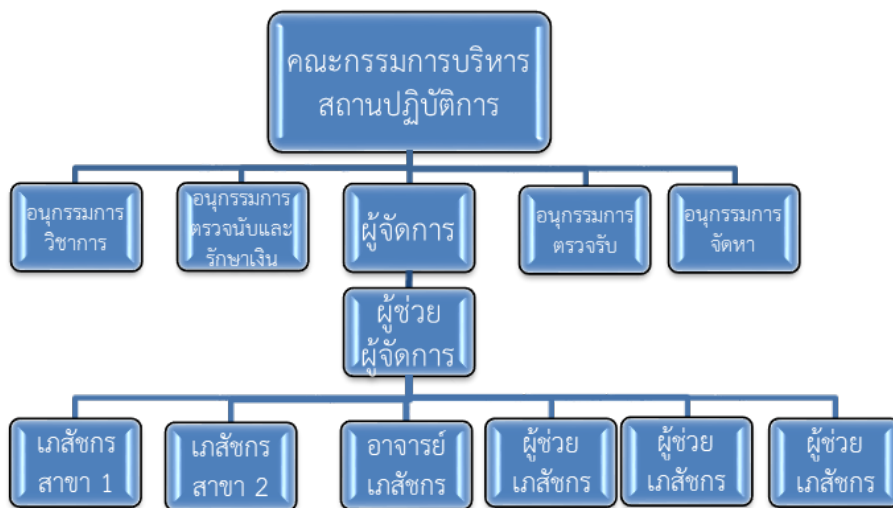 คณะกรรมการบริหาร
สถานปฏิบัติการ
อนุกรรมการ
วิชาการ
อนุกรรมการ
ตรวจนับและ
รักษาเงิน
ผู้จัดการ
อนุกรรมการ
ตรวจรับ
อนุกรรมการ
จัดหา
ผู้ช่วย
ผู้จัดการ
เภสัชกร
สาขา 1
เภสัชกร
สาขา 2
อาจารย์
เภสัชกร
ผู้ช่วย
เภสัชกร
ผู้ช่วย
เภสัชกร
ผู้ช่วย
เภสัชกร